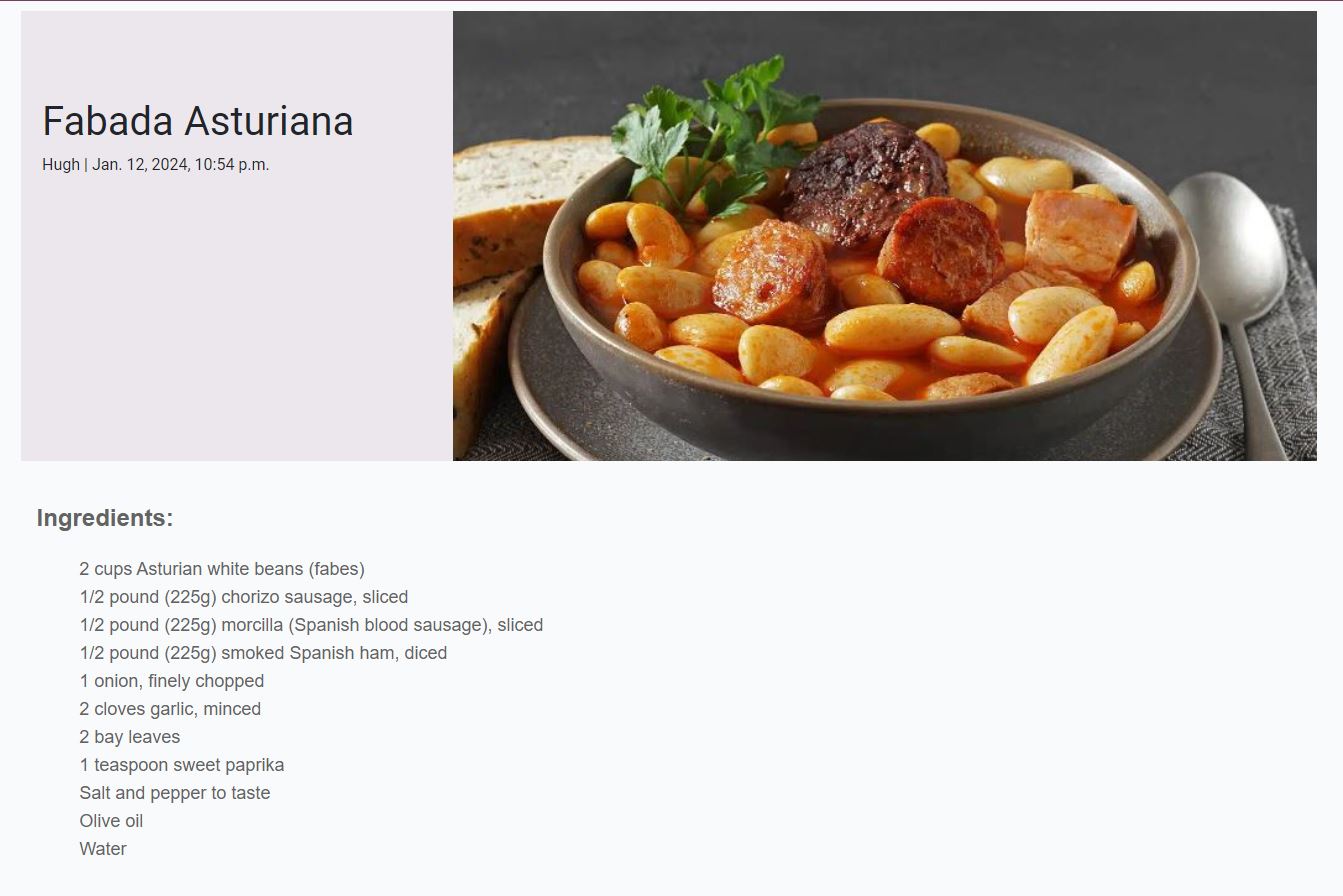 Fabada Asturiana
Hugh | Jan. 12, 2024, 10:54 p.m.
Ingredients:
2 cups Asturian white beans (fabes)
1/2 pound (225g) chorizo sausage, sliced
1/2 pound (225g) morcilla (Spanish blood sausage), sliced
1/2 pound (225g) smoked Spanish ham, diced
1 onion, finely chopped
2 cloves garlic, minced
2 bay leaves
1 teaspoon sweet paprika
Salt and pepper to taste
Olive oil
Water